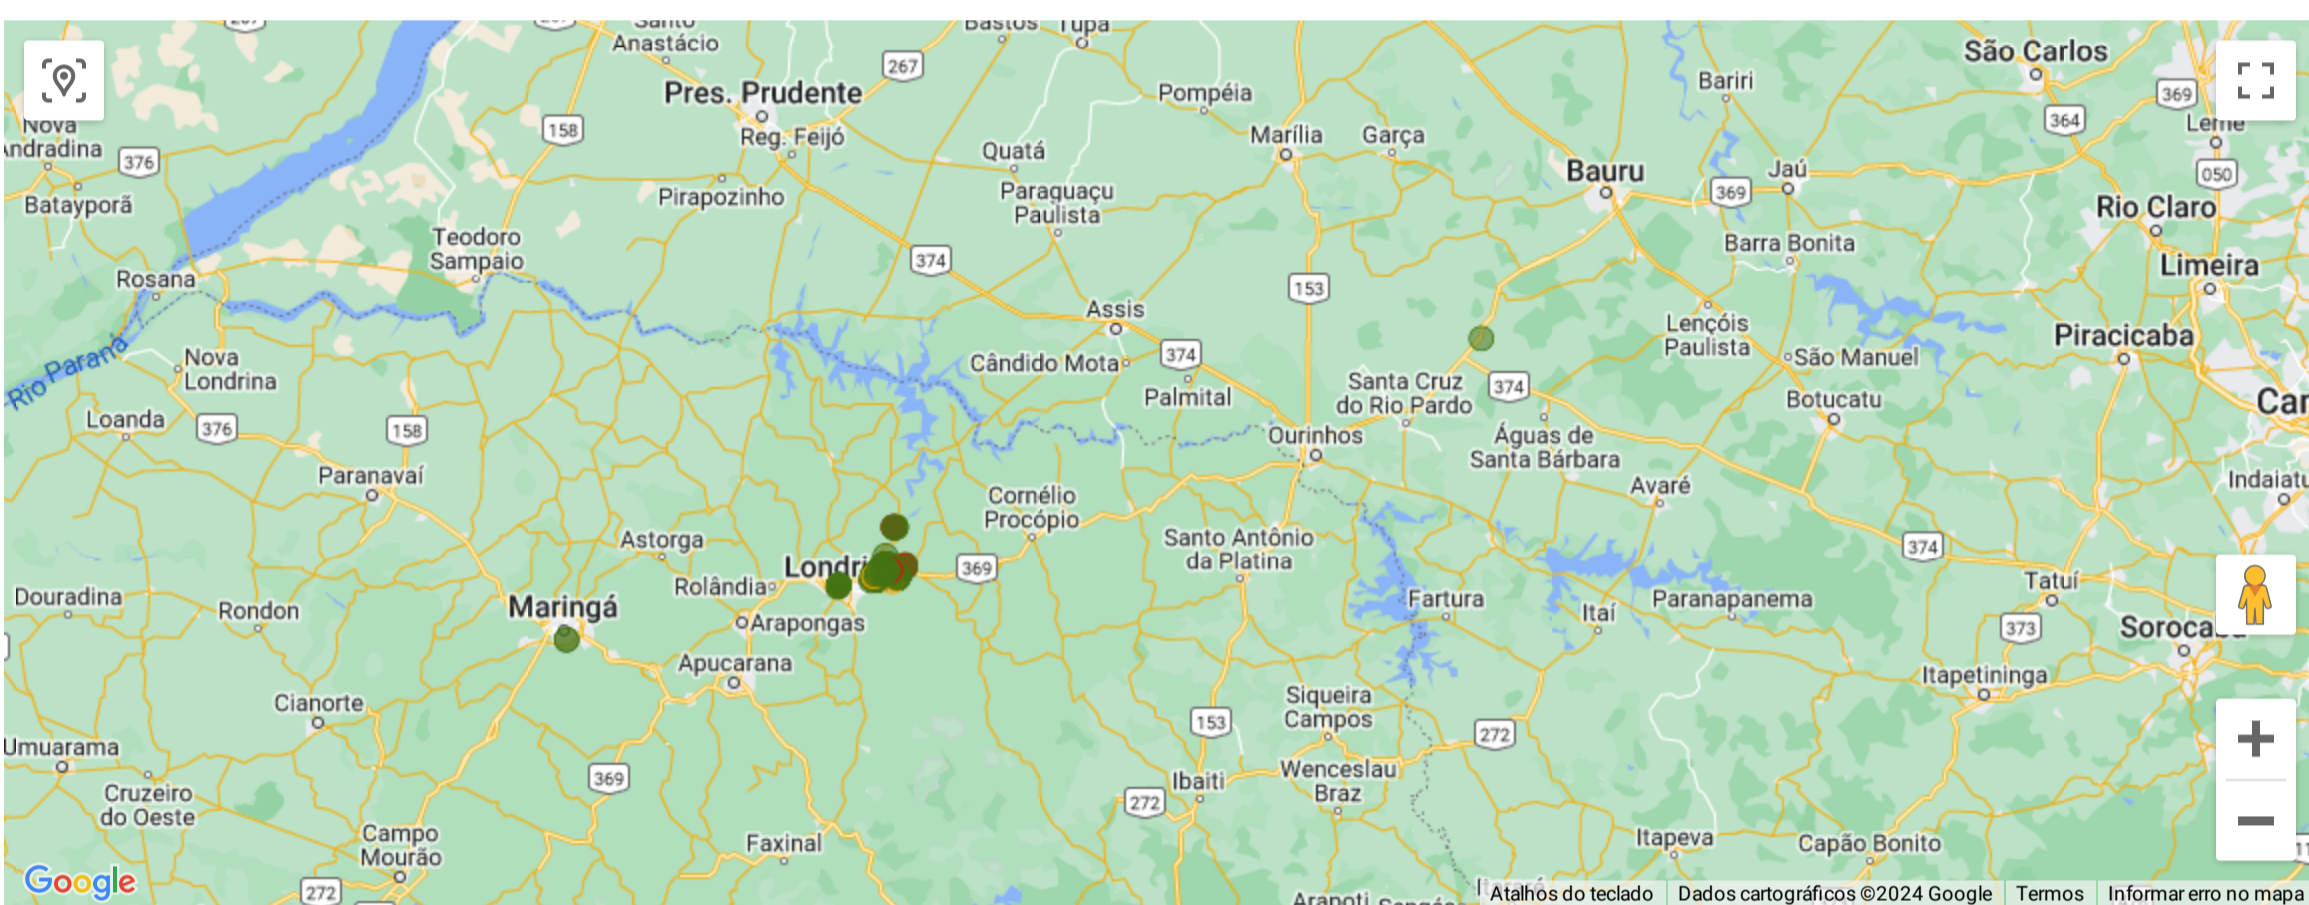 Santo
Anastácio
Bastos
Tupã
267
São Carlos
Pres. Prudente
Pompéia
Bariri
369
Nova
Andradina
376
158
Reg. Feijó
Marília
Garça
364
Leme
Quatá
Bauru
Jaú
050
Batayporã
Pirapozinho
Paraguaçu
Paulista
369
Rio Claro
Teodoro
Sampaio
374
Barra Bonita
Limeira
Rosana
153
Assis
Lençóis
Paulista
Piracicaba
Rio Paraná
Nova
Londrina
Cândido Mota
374
São Manuel
Santa Cruz
do Rio Pardo
374
Palmital
Botucatu
Loanda
376
158
Ourinhos
Águas de
Santa Bárbara
Paranavaí
Cornélio
Procópio
Avaré
Astorga
Santo Antônio
da Platina
374
Londri
369
Rolândia
Tatuí
Douradina
Rondon
Maringá
Arapongas
Fartura
Itaí
Paranapanema
373
Apucarana
Itapetininga
Cianorte
Siqueira
Campos
153
272
Umuarama
369
Ibaiti
Wenceslau
Braz
Cruzeiro
do Oeste
272
Campo
Mourão
Faxinal
Itapeva
Capão Bonito
Google
272
Itararé
Arapoti
Atalhos do teclado
Dados cartográficos ©2024 Google
Termos
Informar erro no mapa